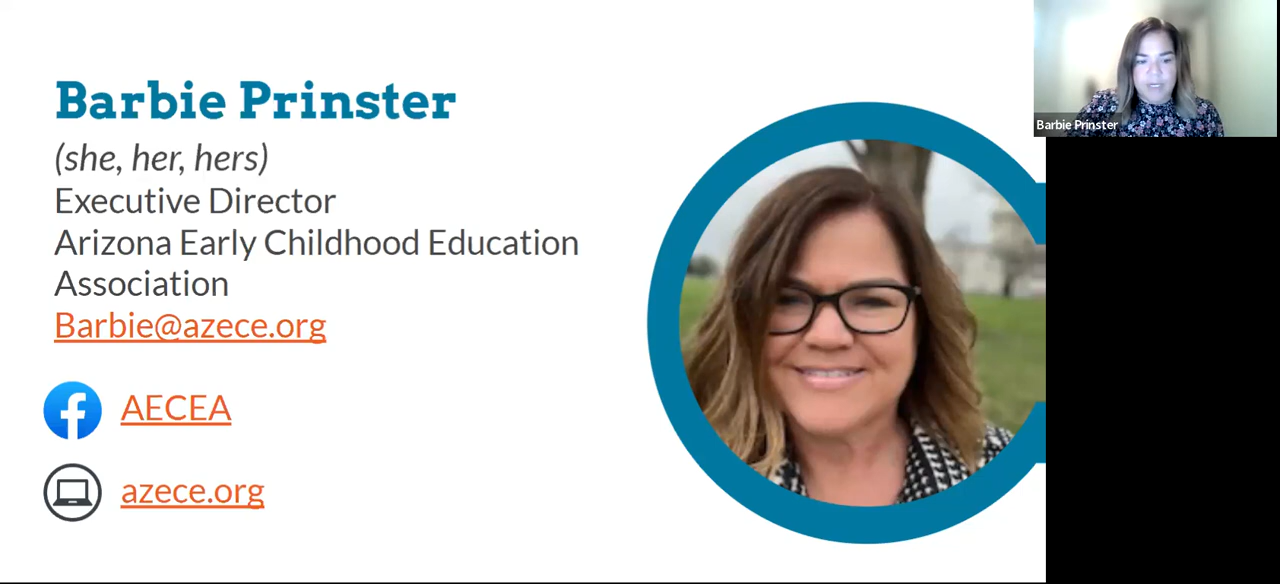 Barbie Prinster
(she, her, hers)
Executive Director
Arizona Early Childhood Education
Association
Barbie@azece.org
AECEA
azece.org
Barbie Prinster